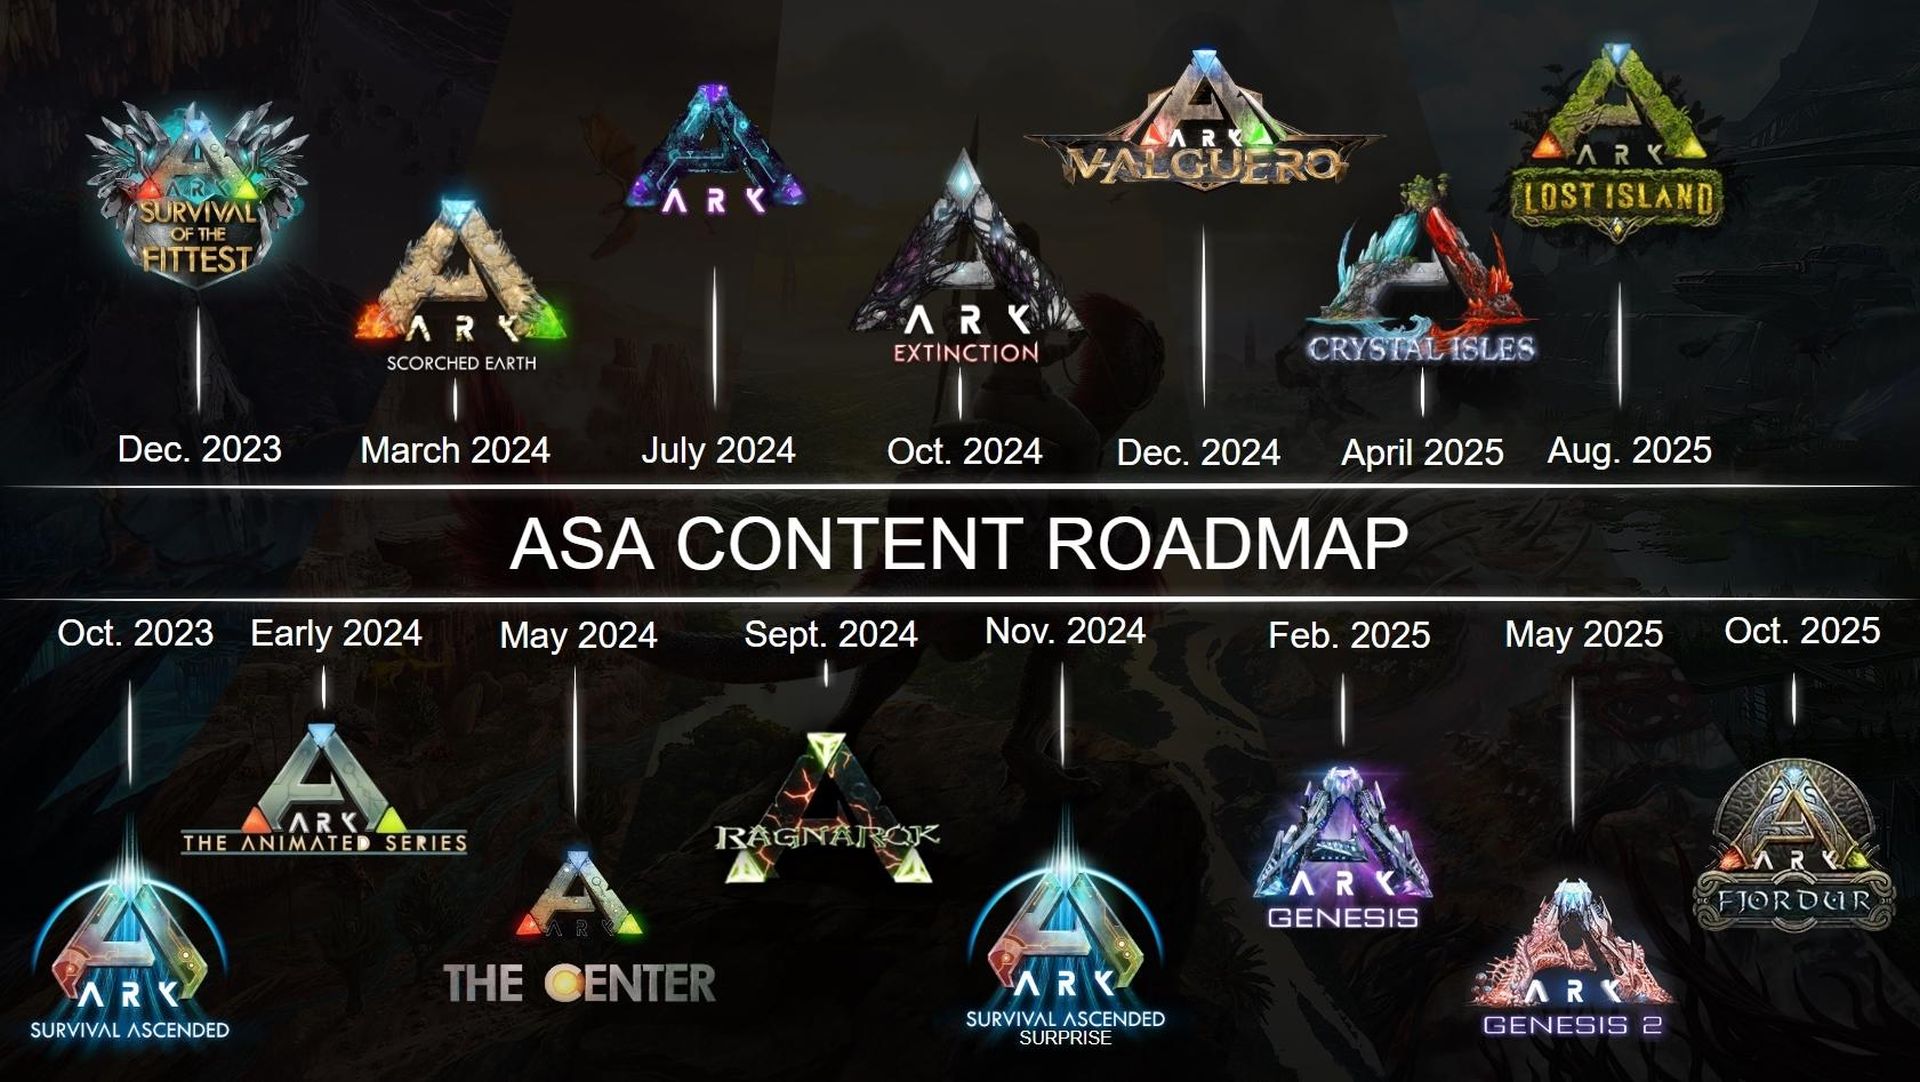 ARK
SURVIVAL
OF THE
FITTEST
ARK
SCORCHED EARTH
ARK
ARK
EXTINCTION
ARK
VALGUERO
CRYSTAL ISLES
ARK
LOST ISLAND
Dec. 2023
March 2024
July 2024
Oct. 2024
Dec. 2024
April 2025
Aug. 2025
ASA CONTENT ROADMAP
Oct. 2023
Early 2024
May 2024
Sept. 2024
Nov. 2024
Feb. 2025
May 2025
Oct. 2025
ARK
SURVIVAL ASCENDED
ARK
THE ANIMATED SERIES
ARK
THE CENTER
RAGNAROK
ARK
SURVIVAL ASCENDED
SURPRISE
ARK
GENESIS
ARK
GENESIS 2
ARK
FJORDUR